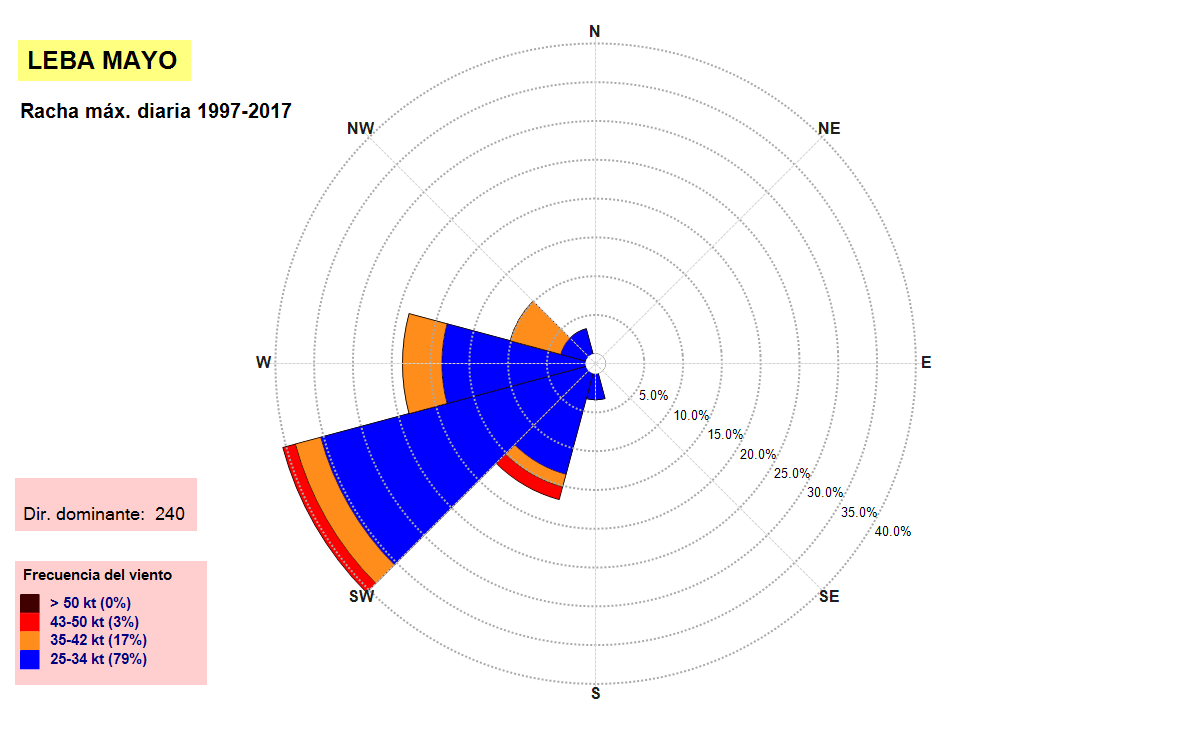 LEBA MAYO
Racha máx. diaria 1997-2017
N
NW
NE
W
E
5.0%
10.0%
15.0%
20.0%
25.0%
30.0%
35.0%
40.0%
Dir. dominante: 240
Frecuencia del viento
> 50 kt (0%)
43-50 kt (3%)
35-42 kt (17%)
25-34 kt (79%)
SW
SE
S